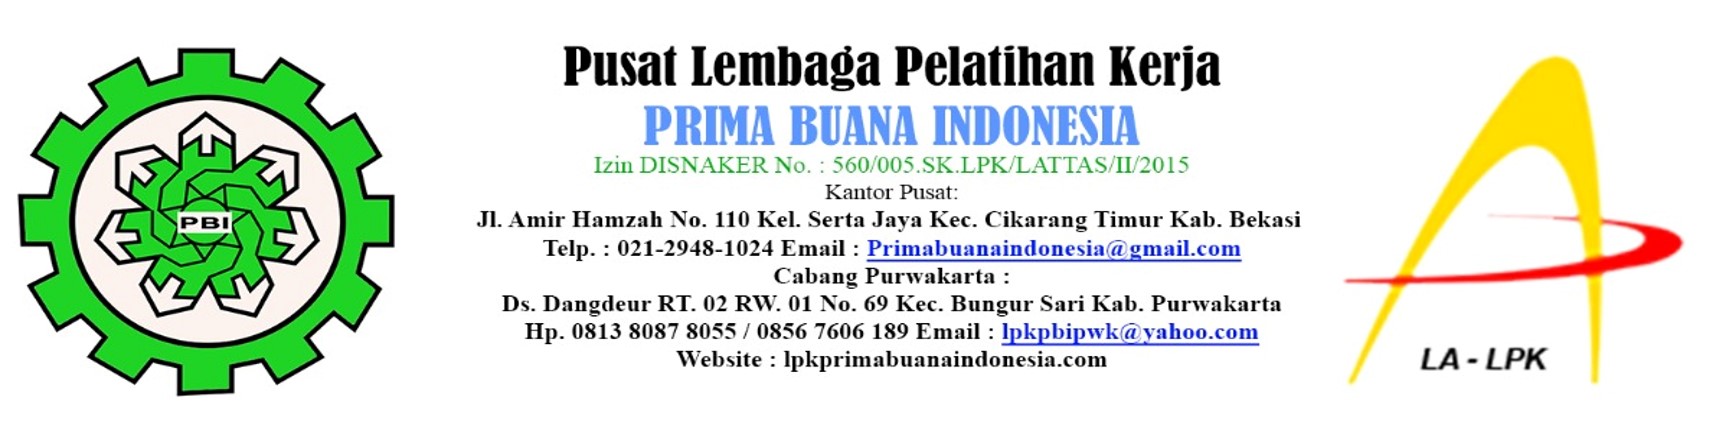 PBI
Pusat Lembaga Pelatihan Kerja
PRIMA BUANA INDONESIA
Izin DISNAKER No. : 560/005.SK.LPK/LATTAS/II/2015
Kantor Pusat:
Jl. Amir Hamzah No. 110 Kel. Serta Jaya Kec. Cikarang Timur Kab. Bekasi
Telp. : 021-2948-1024 Email : Primabuanaindonesia@gmail.com
Cabang Purwakarta :
Ds. Dangdeur RT. 02 RW. 01 No. 69 Kec. Bungur Sari Kab. Purwakarta
Hp. 0813 8087 8055 / 0856 7606 189 Email : lpkpbipwk@yahoo.com
Website : lpkprimabuanaindonesia.com
LA - LPK